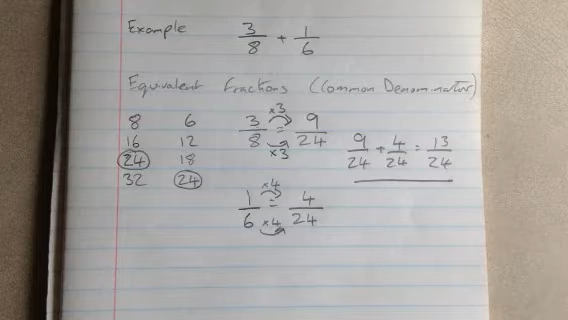 Example 3/8 + 1/6
Equivalent Fractions (Common Denominator)
8 6
16 12
24 18
32 24
×3
3/8 = 9/24
×3
9/24 + 4/24 = 13/24
×4
1/6 = 4/24
×4